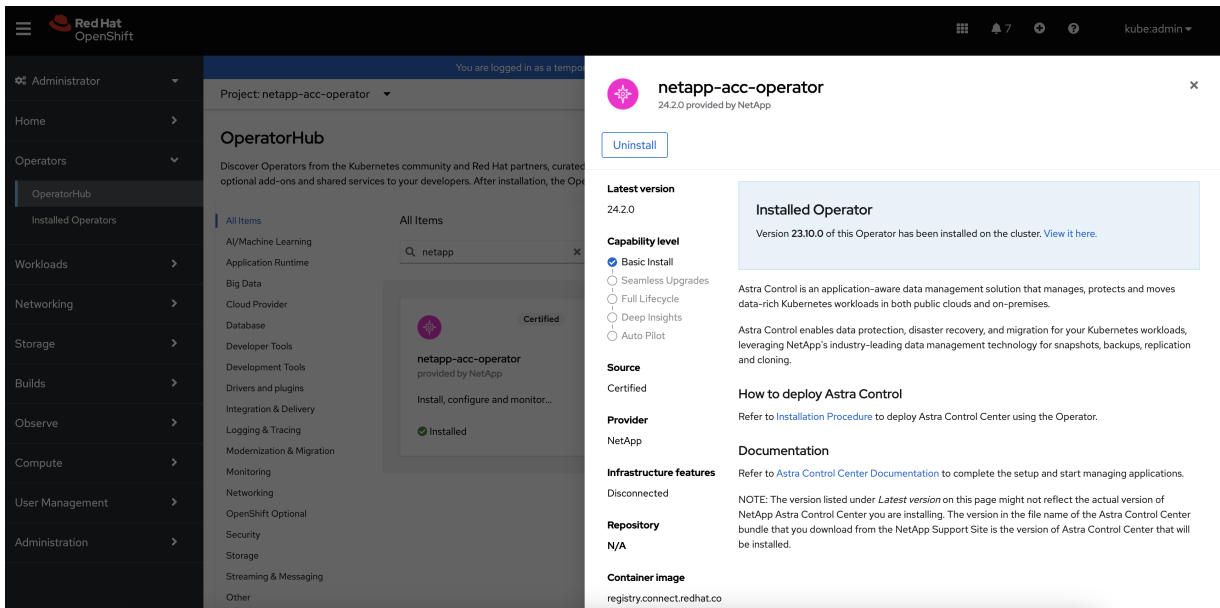 Red Hat
OpenShift
7
kube:admin
Administrator
Home
Operators
OperatorHub
Installed Operators
Workloads
Networking
Storage
Builds
Observe
Compute
User Management
Administration
You are logged in as a tempor
Project: netapp-acc-operator
OperatorHub
Discover Operators from the Kubernetes community and Red Hat partners, curated
optional add-ons and shared services to your developers. After installation, the Ope
All Items
AI/Machine Learning
Application Runtime
Big Data
Cloud Provider
Database
Developer Tools
Development Tools
Drivers and plugins
Integration & Delivery
Logging & Tracing
Modernization & Migration
Monitoring
Networking
OpenShift Optional
Security
Storage
Streaming & Messaging
Other
All Items
netapp
Certified
netapp-acc-operator
provided by NetApp
Install, configure and monitor...
Installed
netapp-acc-operator
24.2.0 provided by NetApp
Uninstall
Latest version
24.2.0
Capability level
Basic Install
Seamless Upgrades
Full Lifecycle
Deep Insights
Auto Pilot
Source
Certified
Provider
NetApp
Infrastructure features
Disconnected
Repository
N/A
Container image
registry.connect.redhat.co
Installed Operator
Version 23.10.0 of this Operator has been installed on the cluster. View it here.
Astra Control is an application-aware data management solution that manages, protects and moves
data-rich Kubernetes workloads in both public clouds and on-premises.
Astra Control enables data protection, disaster recovery, and migration for your Kubernetes workloads,
leveraging NetApp's industry-leading data management technology for snapshots, backups, replication
and cloning.
How to deploy Astra Control
Refer to Installation Procedure to deploy Astra Control Center using the Operator.
Documentation
Refer to Astra Control Center Documentation to complete the setup and start managing applications.
NOTE: The version listed under Latest version on this page might not reflect the actual version of
NetApp Astra Control Center you are installing. The version in the file name of the Astra Control Center
bundle that you download from the NetApp Support Site is the version of Astra Control Center that will
be installed.